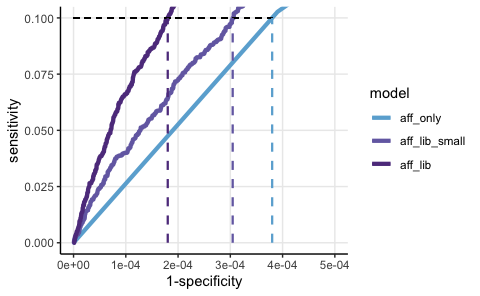 0.100
0.075
0.050
0.025
0.000
sensitivity
0e+00 1e-04 2e-04 3e-04 4e-04 5e-04
1-specificity
model
aff_only
aff_lib_small
aff_lib